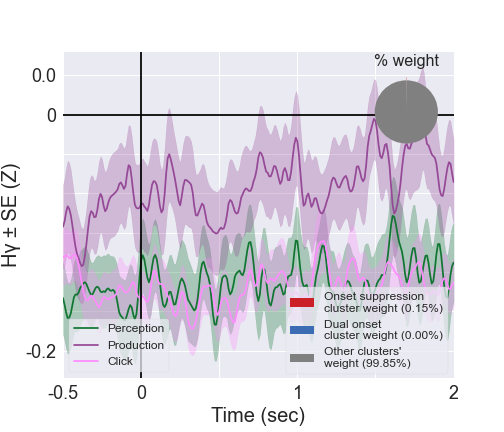 % weight
0.0
0
-0.2
Hγ ± SE (Z)
Perception
Production
Click
Onset suppression
cluster weight (0.15%)
Dual onset
cluster weight (0.00%)
Other clusters'
weight (99.85%)
-0.5
0
1
2
Time (sec)